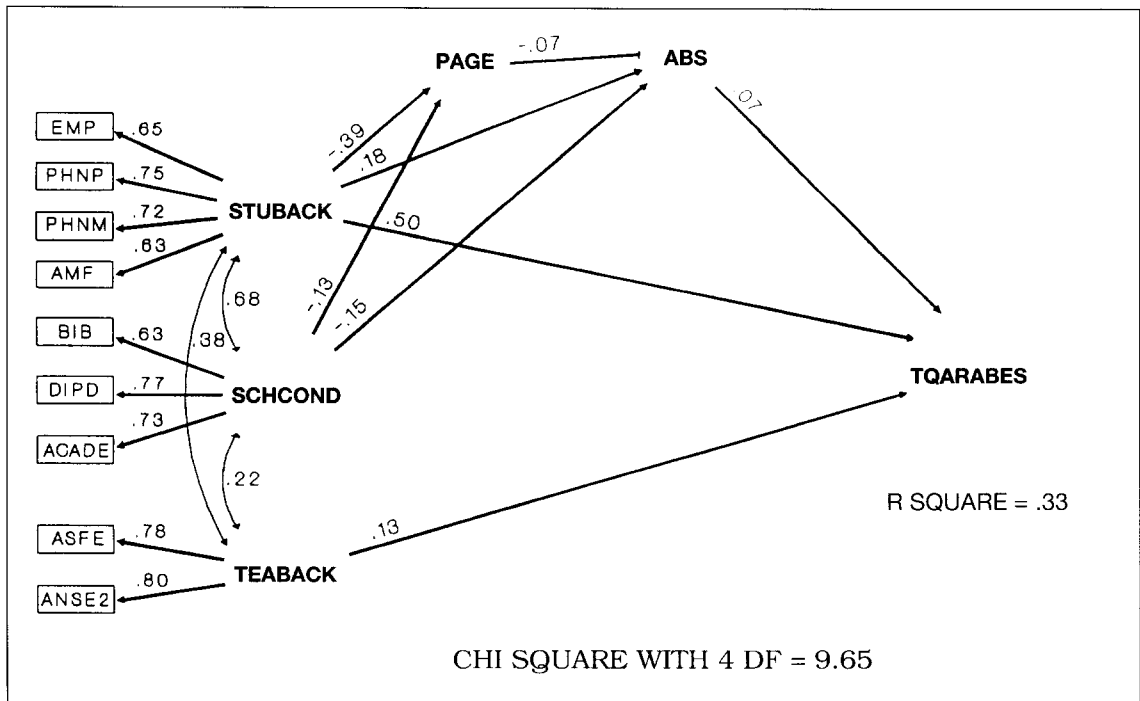 -.07
PAGE
ABS
.07
EMP
.65
-.39
.18
PHNP
.75
STUBACK
PHNM
.72
.50
AMF
.63
-.13
-.15
.68
.38
BIB
.63
DIPD
.77
SCHCOND
TQARABES
ACADE
.73
.22
R SQUARE = .33
ASFE
.78
.13
TEABACK
ANSE2
.80
CHI SQUARE WITH 4 DF = 9.65